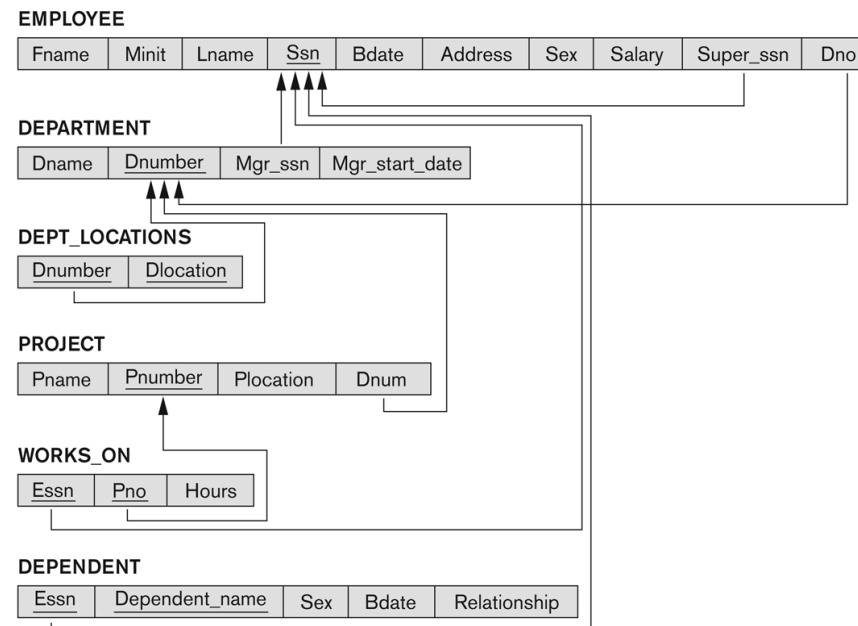 EMPLOYEE
Fname Minit Lname Ssn Bdate Address Sex Salary Super_ssn Dno
DEPARTMENT
Dname Dnumber Mgr_ssn Mgr_start_date
DEPT_LOCATIONS
Dnumber Dlocation
PROJECT
Pname Pnumber Plocation Dnum
WORKS_ON
Essn Pno Hours
DEPENDENT
Essn Dependent_name Sex Bdate Relationship